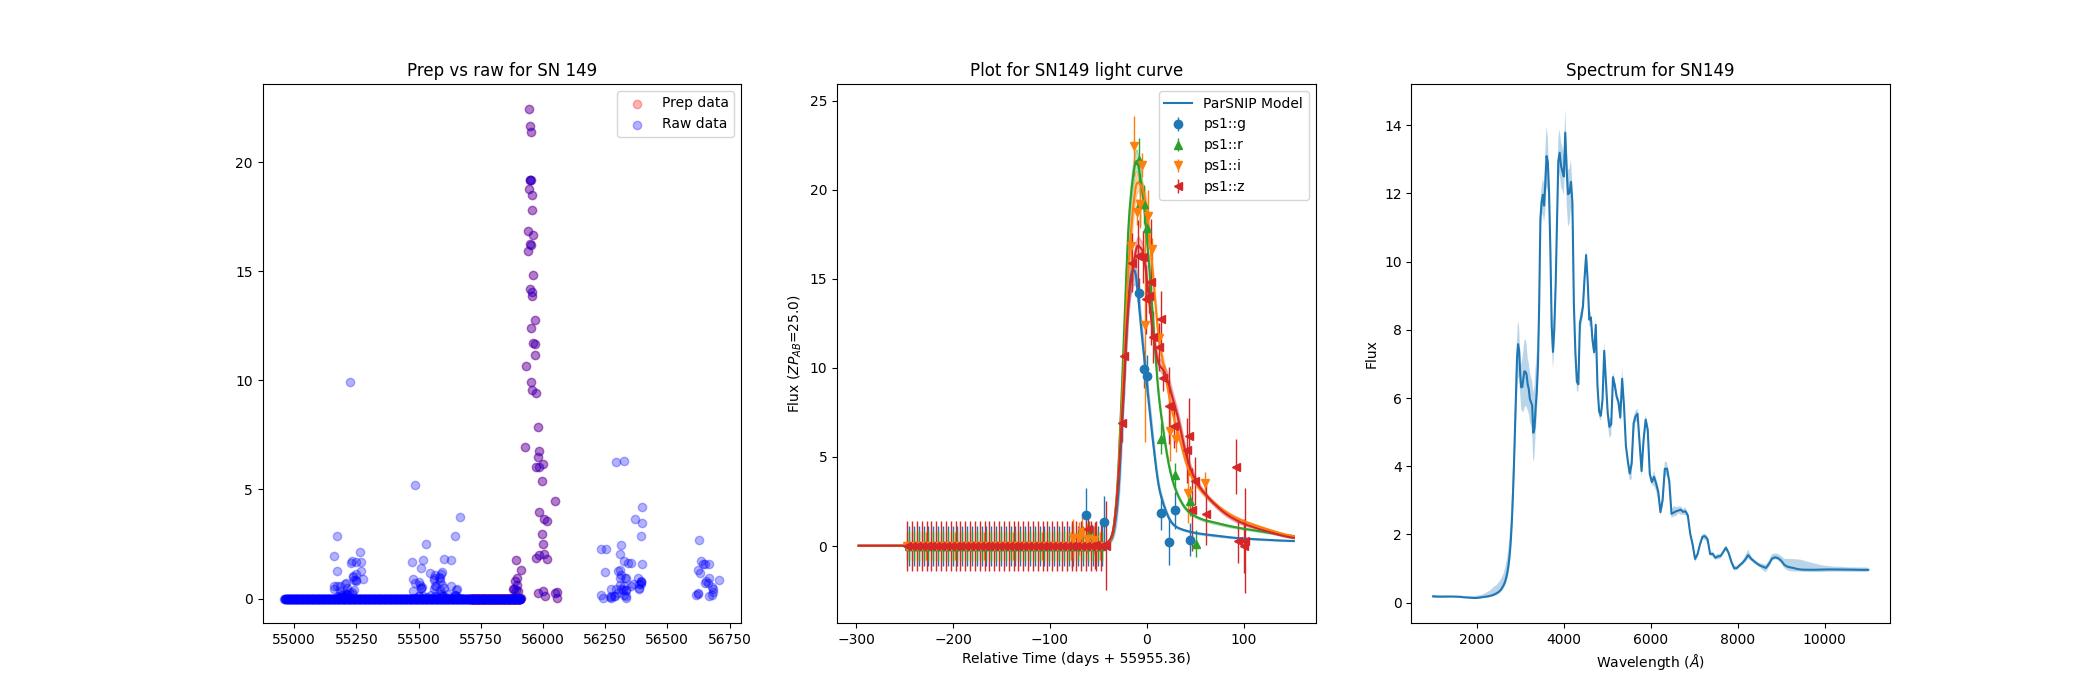 Prep vs raw for SN 149
Prep data
Raw data
20
15
10
5
0
55000
55250
55500
55750
56000
56250
56500
56750
Plot for SN149 light curve
ParSNIP Model
ps1::g
ps1::r
ps1::i
ps1::z
Flux (ZP_AB=25.0)
25
20
15
10
5
0
−300
−200
−100
0
100
Relative Time (days + 55955.36)
Spectrum for SN149
Flux
14
12
10
8
6
4
2
0
2000
4000
6000
8000
10000
Wavelength (Å)